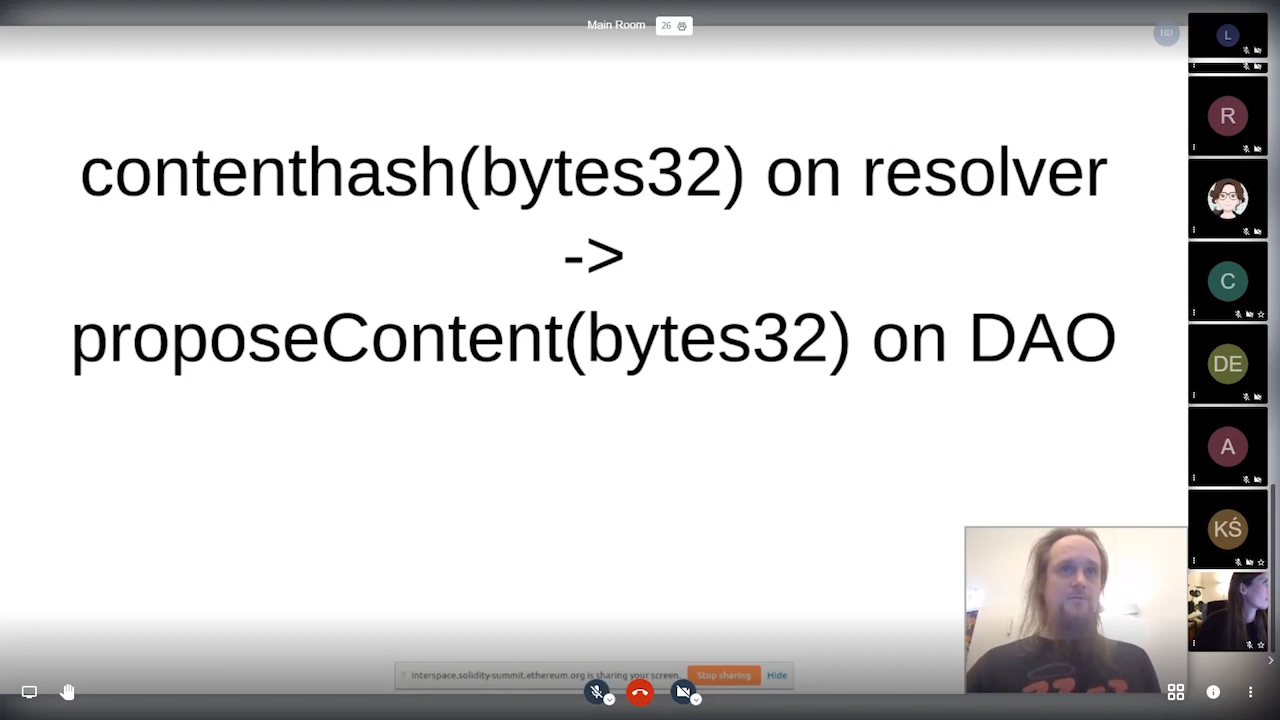 Main Room 26
HD
L
contenthash(bytes32) on resolver
->
proposeContent(bytes32) on DAO
R
C
DE
A
KŚ
interspace.solidity-summit.ethereum.org is sharing your screen. Stop sharing Hide